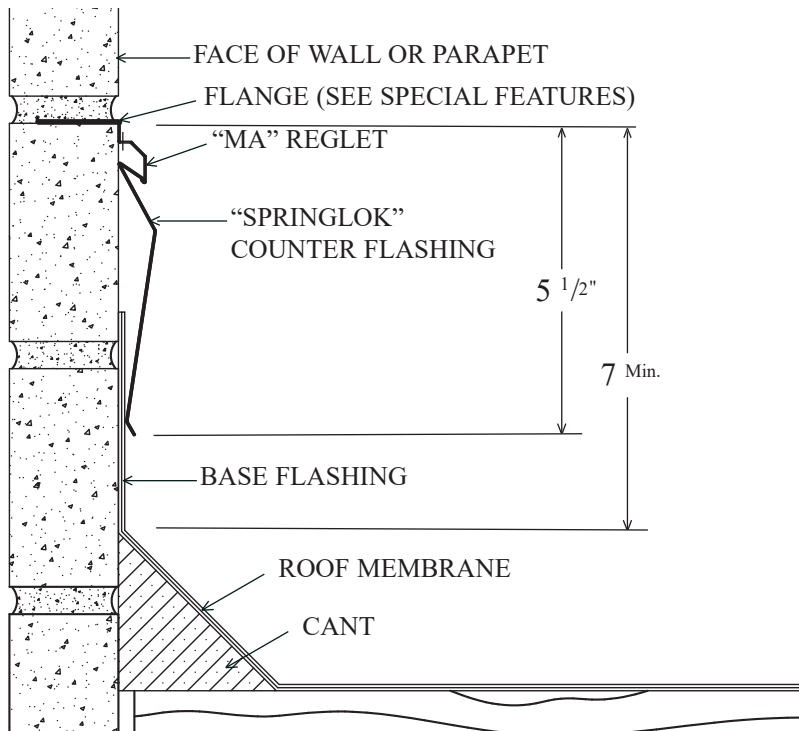 FACE OF WALL OR PARAPET
FLANGE (SEE SPECIAL FEATURES)
“MA” REGLET
“SPRINGLOK”
COUNTER FLASHING
5 1/2"
7 Min.
BASE FLASHING
ROOF MEMBRANE
CANT